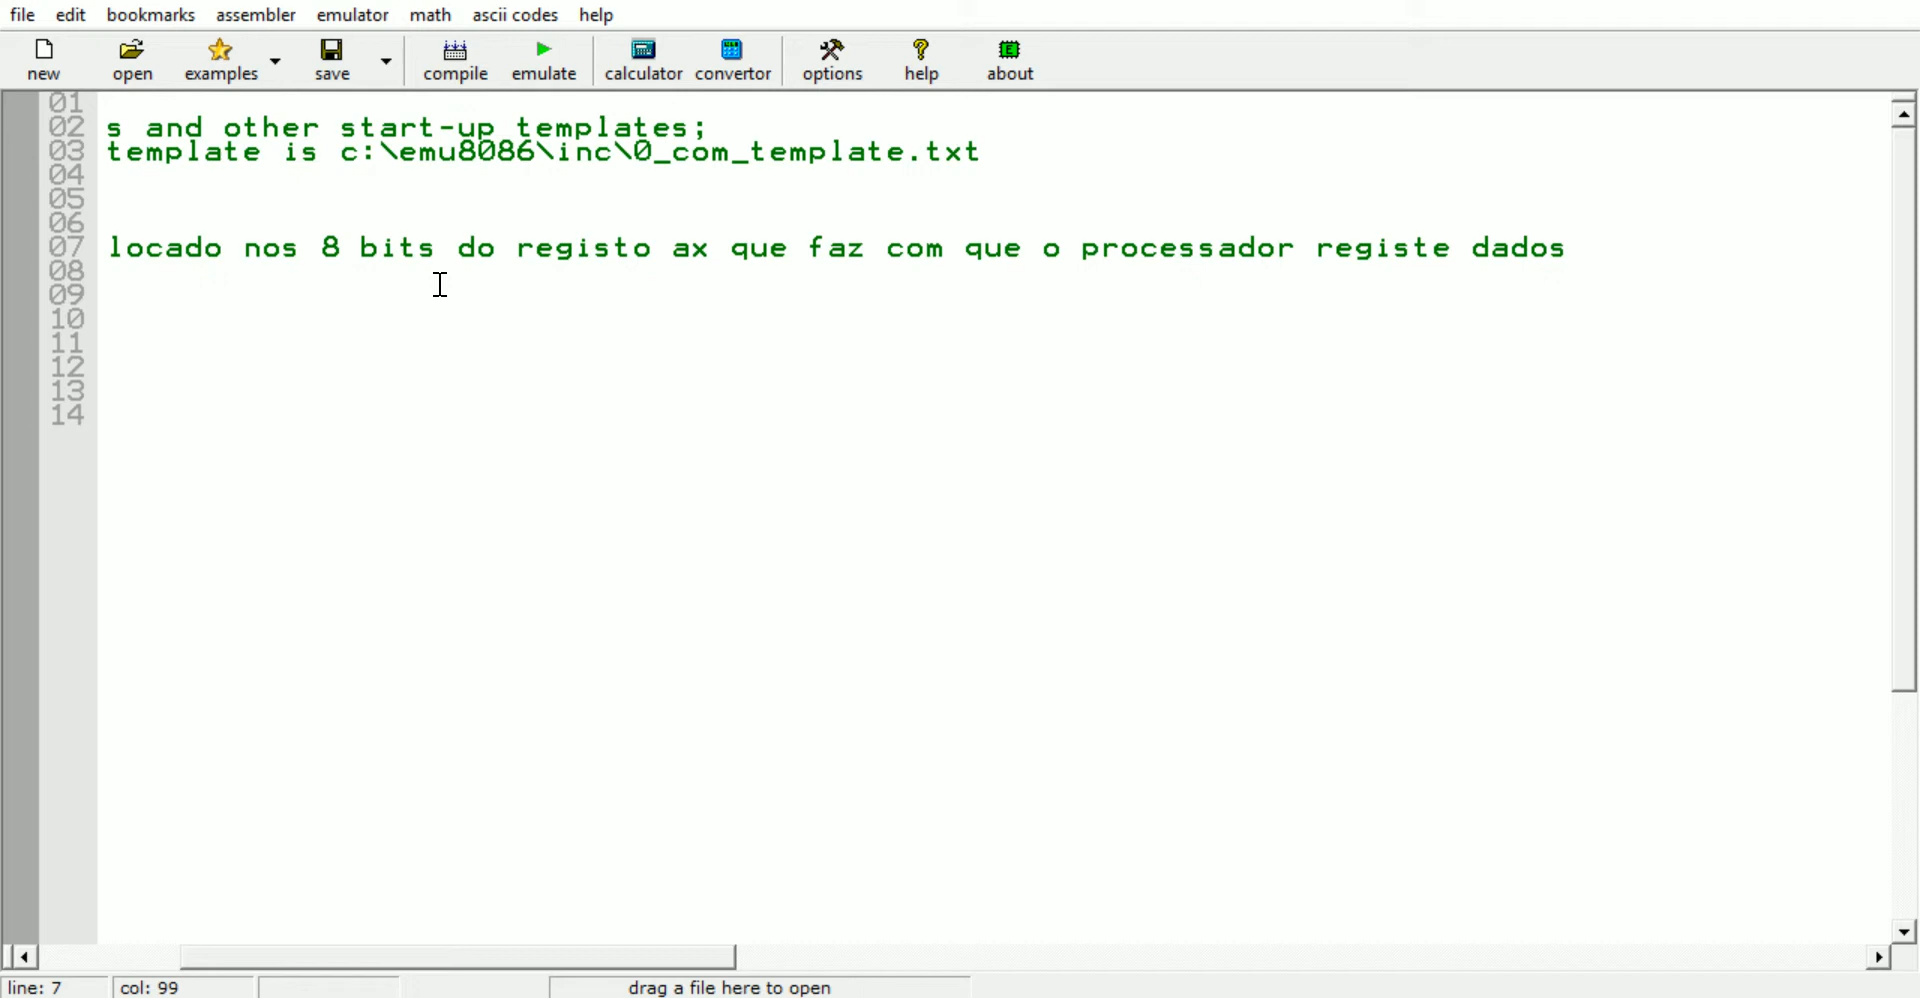 file edit bookmarks assembler emulator math ascii codes help
new open examples save compile emulate calculator convertor options help about
01
02 s and other start-up templates;
03 template is c:\emu8086\inc\0_com_template.txt
04
05
06
07 locado nos 8 bits do registo ax que faz com que o processador registe dados
08
09
10
11
12
13
14
line: 7 col: 99 drag a file here to open